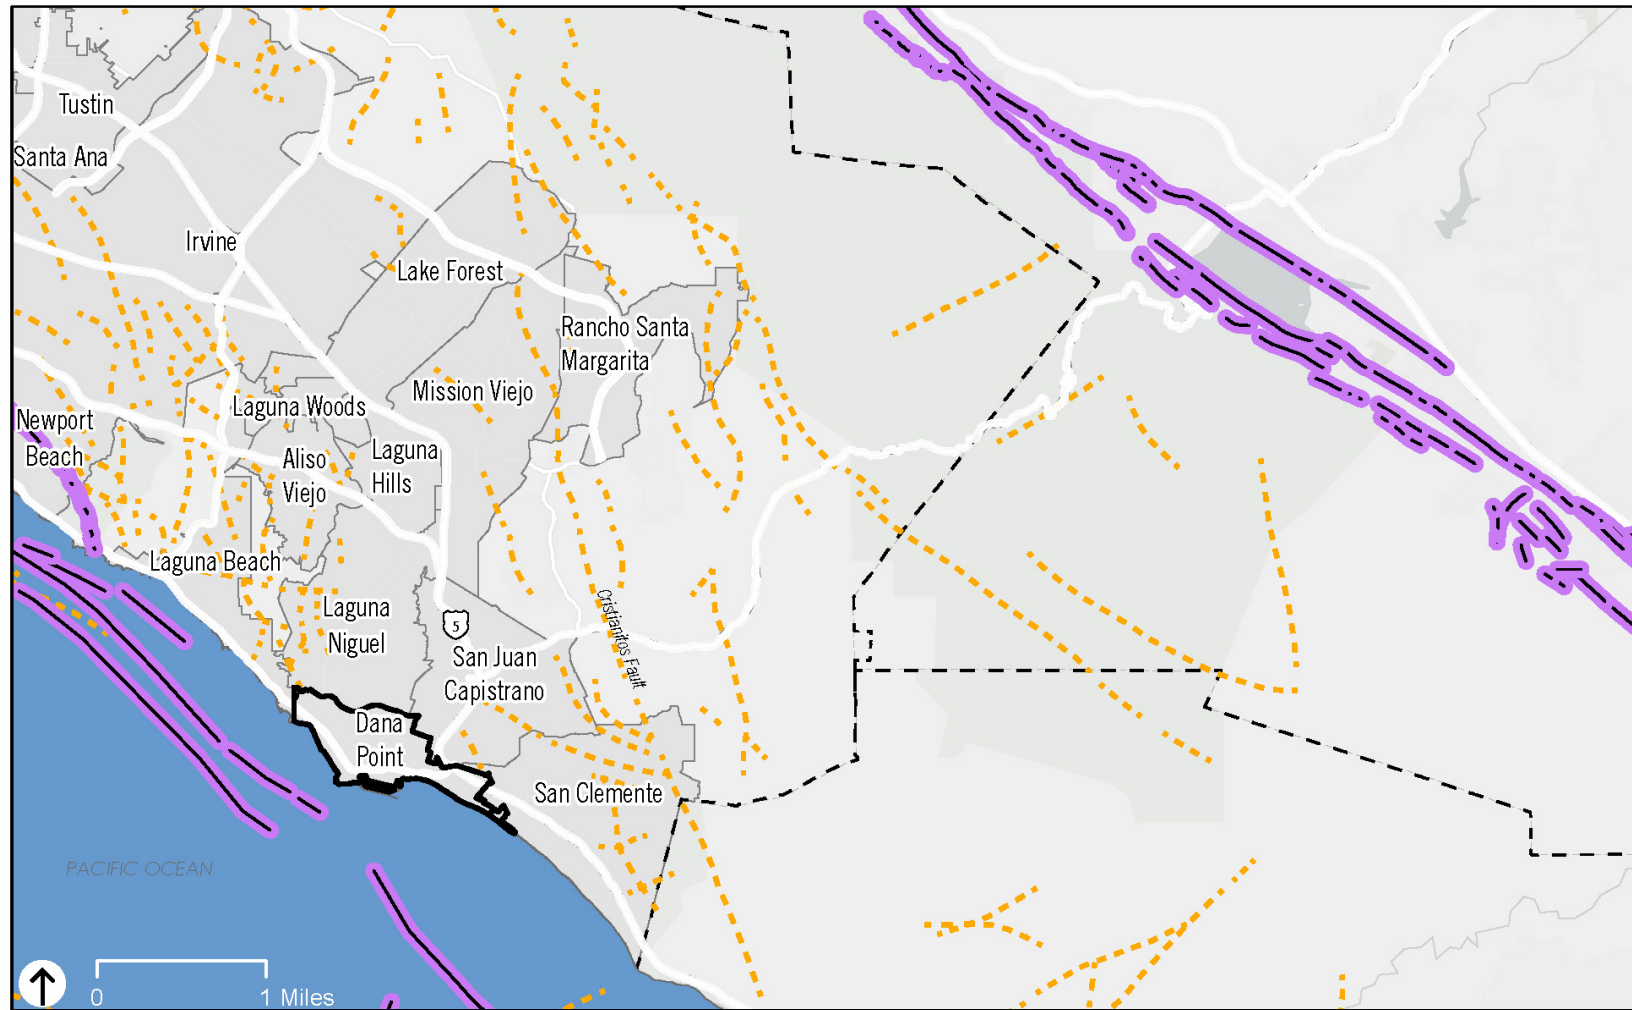 Tustin
Santa Ana
Irvine
Lake Forest
Rancho Santa
Margarita
Mission Viejo
Laguna Woods
Newport
Beach
Aliso
Viejo
Laguna
Hills
Laguna Beach
Laguna
Niguel
5
San Juan
Capistrano
Cristianitos Fault
Dana
Point
San Clemente
PACIFIC OCEAN
0 1 Miles